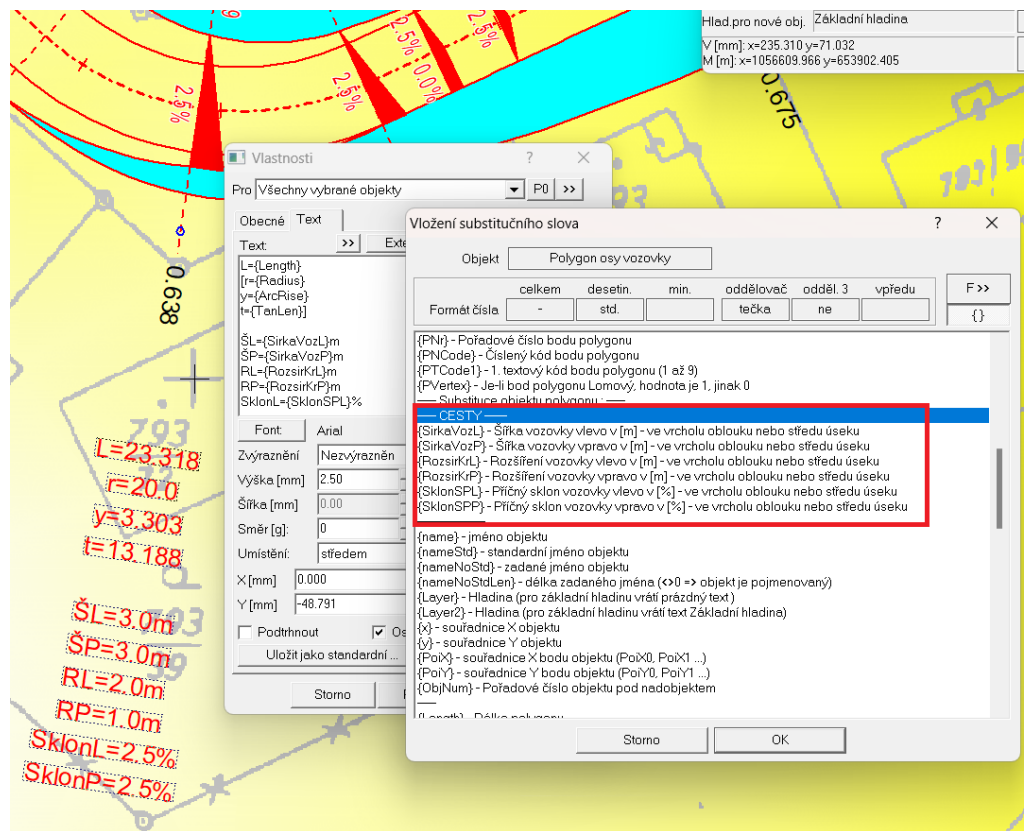 2.5%
2.5%
2.5%
2.5%
0.0%
0.675
0.638
793
793
39
Hlad.pro nové obj. Základní hladina
V [mm]: x=235.310 y=71.032
M [m]: x=1056609.966 y=653902.405
Vlastnosti ? ×
Pro Všechny vybrané objekty P0 >>
Obecné Text
Text: >>
L={Length}
[r={Radius}
y={ArcRise}
t={TanLen}]
ŠL={SirkaVozL}m
ŠP={SirkaVozP}m
RL={RozsirKrL}m
RP={RozsirKrP}m
SklonL={SklonSPL}%
Font Arial
Zvýraznění Nezvýrazněn
Výška [mm] 2.50
Šířka [mm] 0.00
Směr [g]: 0
Umístění: středem
X [mm] 0.000
Y [mm] -48.791
Podtrhnout
Uložit jako standardní ...
Storno
Vložení substitučního slova ? ×
Objekt Polygon osy vozovky
celkem desetin. min. oddělovač odděl. 3 vpředu F >>
Formát čísla - std. tečka ne {}
{PNr} - Pořadové číslo bodu polygonu
{PNCode} - Číslený kód bodu polygonu
{PTCode1} - 1. textový kód bodu polygonu (1 až 9)
{PVertex} - Je-li bod polygonu Lomový, hodnota je 1, jinak 0
── Substituce objektu polygonu : ──
── CESTY ──
{SirkaVozL} - Šířka vozovky vlevo v [m] - ve vrcholu oblouku nebo středu úseku
{SirkaVozP} - Šířka vozovky vpravo v [m] - ve vrcholu oblouku nebo středu úseku
{RozsirKrL} - Rozšíření vozovky vlevo v [m] - ve vrcholu oblouku nebo středu úseku
{RozsirKrP} - Rozšíření vozovky vpravo v [m] - ve vrcholu oblouku nebo středu úseku
{SklonSPL} - Příčný sklon vozovky vlevo v [%] - ve vrcholu oblouku nebo středu úseku
{SklonSPP} - Příčný sklon vozovky vpravo v [%] - ve vrcholu oblouku nebo středu úseku
{name} - jméno objektu
{nameStd} - standardní jméno objektu
{nameNoStd} - zadané jméno objektu
{nameNoStdLen} - délka zadaného jména (<>0 => objekt je pojmenovaný)
{Layer} - Hladina (pro základní hladinu vrátí prázdný text )
{Layer2} - Hladina (pro základní hladinu vrátí text Základní hladina)
{x} - souřadnice X objektu
{y} - souřadnice Y objektu
{PoiX} - souřadnice X bodu objektu (PoiX0, PoiX1 ...)
{PoiY} - souřadnice Y bodu objektu (PoiY0, PoiY1 ...)
{ObjNum} - Pořadové číslo objektu pod nadobjektem
{Length} - Délka polygonu
Storno OK
L=23.318
r=20.0
y=3.303
t=13.188
ŠL=3.0m
ŠP=3.0m
RL=2.0m
RP=1.0m
SklonL=2.5%
SklonP=2.5%